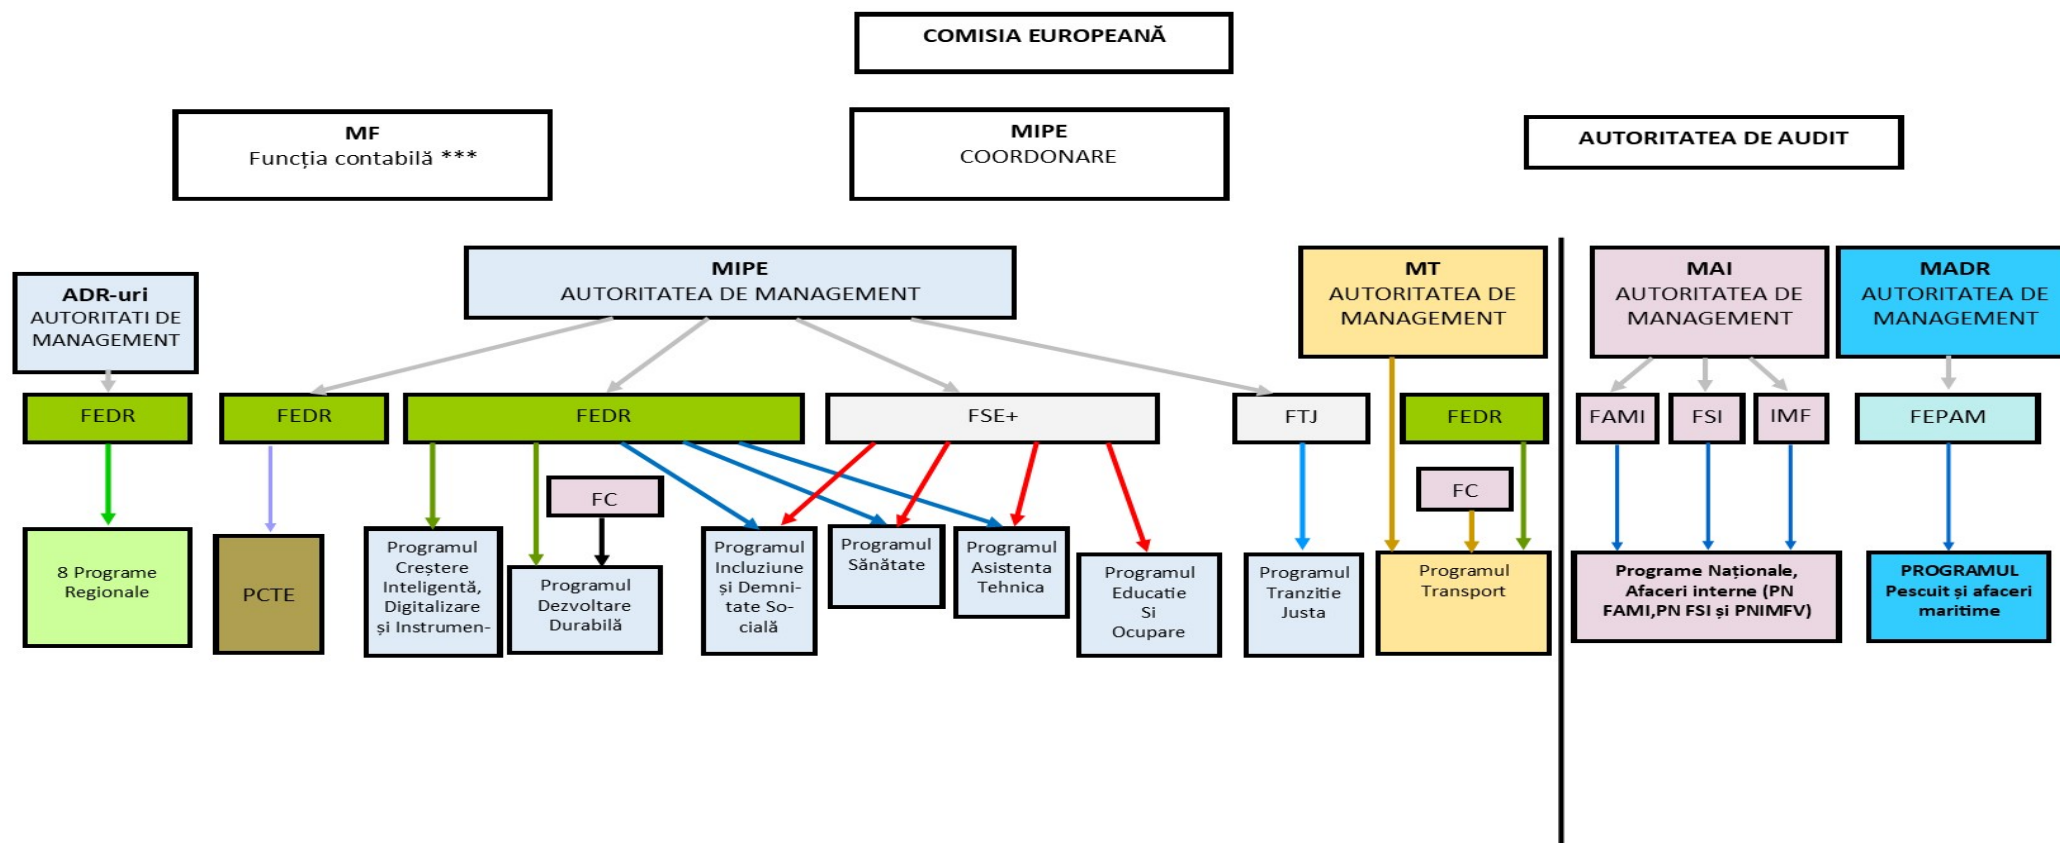 COMISIA EUROPEANĂ
MF
Funcția contabilă ***
MIPE
COORDONARE
AUTORITATEA DE AUDIT
ADR-uri
AUTORITATI DE
MANAGEMENT
MIPE
AUTORITATEA DE MANAGEMENT
MT
AUTORITATEA DE
MANAGEMENT
MAI
AUTORITATEA DE
MANAGEMENT
MADR
AUTORITATEA DE
MANAGEMENT
FEDR
FEDR
FEDR
FSE+
FTJ
FEDR
FAMI
FSI
IMF
FEPAM
FC
FC
8 Programe
Regionale
PCTE
Programul
Creștere
Inteligentă,
Digitalizare
și Instrumen-
Programul
Dezvoltare
Durabilă
Programul
Incluziune
și Demni-
tate So-
cială
Programul
Sănătate
Programul
Asistenta
Tehnica
Programul
Educatie
Si
Ocupare
Programul
Tranzitie
Justa
Programul
Transport
Programe Naționale,
Afaceri interne (PN
FAMI,PN FSI și PNIMFV)
PROGRAMUL
Pescuit și afaceri
maritime